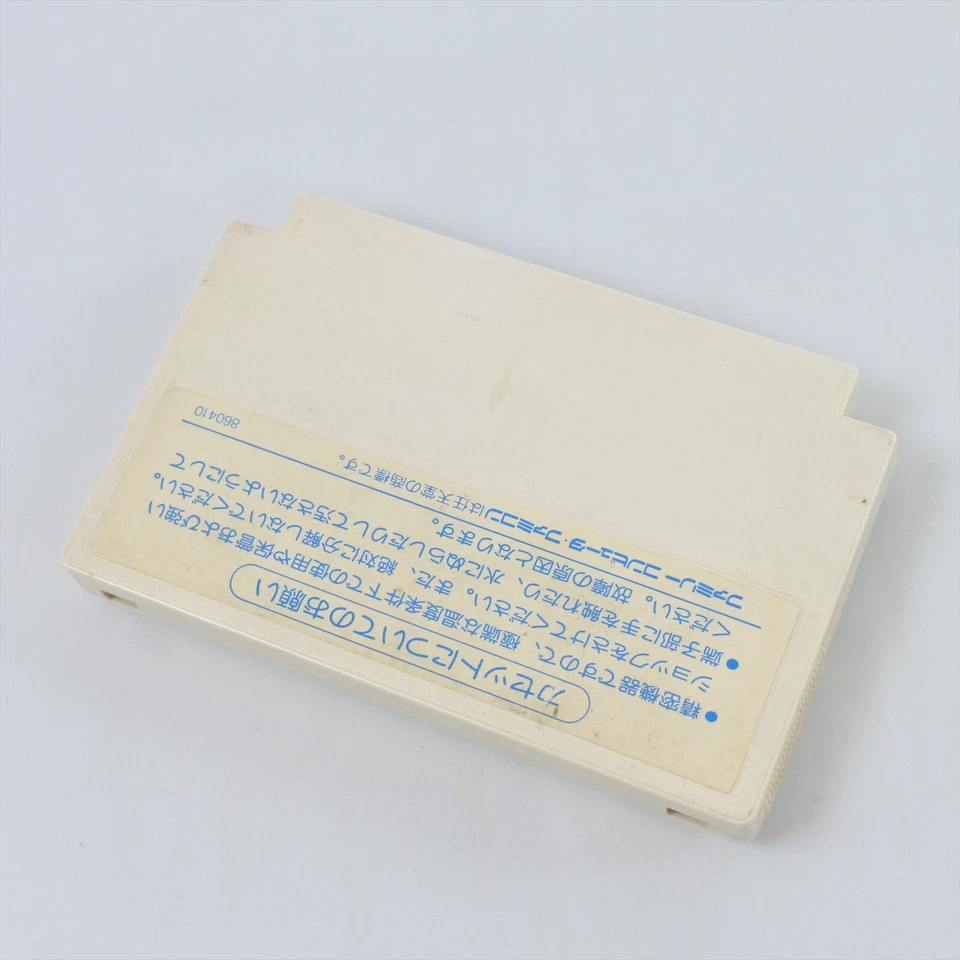 カセットについてのお願い
●精密機器ですので、極端な温度条件下での使用や保管および強い
ショックをさけてください。また、絶対に分解しないでください。
●端子部に手を触れたり、水にぬらしたりして汚さないようにして
ください。故障の原因となります。
ファミリーコンピュータ・ファミコンは任天堂の商標です。
860410